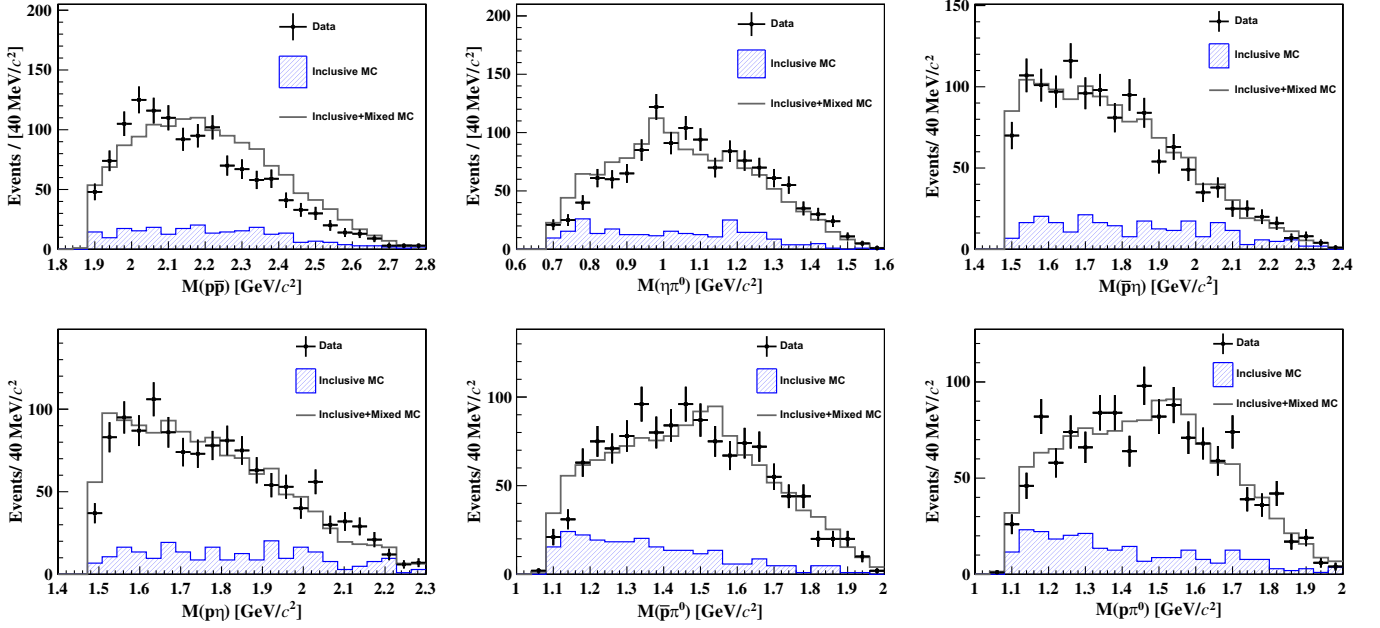 Events / [40 MeV/c²]
200
150
100
50
0
Data
Inclusive MC
Inclusive+Mixed MC
1.8 1.9 2 2.1 2.2 2.3 2.4 2.5 2.6 2.7 2.8
M(pp̅) [GeV/c²]
Events / [40 MeV/c²]
200
150
100
50
0
Data
Inclusive MC
Inclusive+Mixed MC
0.6 0.7 0.8 0.9 1 1.1 1.2 1.3 1.4 1.5 1.6
M(ηπ⁰) [GeV/c²]
Events/ 40 MeV/c²
150
100
50
0
Data
Inclusive MC
Inclusive+Mixed MC
1.4 1.5 1.6 1.7 1.8 1.9 2 2.1 2.2 2.3 2.4
M(p̅η) [GeV/c²]
Events/ 40 MeV/c²
100
50
0
Data
Inclusive MC
Inclusive+Mixed MC
1.5 1.6 1.7 1.8 1.9 2 2.1 2.2 2.3
M(pη) [GeV/c²]
Events/ 40 MeV/c²
100
50
0
Data
Inclusive MC
Inclusive+Mixed MC
1 1.1 1.2 1.3 1.4 1.5 1.6 1.7 1.8 1.9 2
M(p̅π⁰) [GeV/c²]
Events/ 40 MeV/c²
100
50
0
Data
Inclusive MC
Inclusive+Mixed MC
1 1.1 1.2 1.3 1.4 1.5 1.6 1.7 1.8 1.9 2
M(pπ⁰) [GeV/c²]